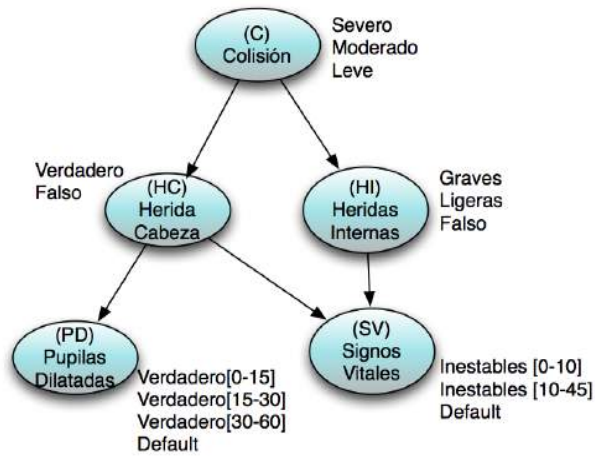 (C)
Colisión
Severo
Moderado
Leve
Verdadero
Falso
(HC)
Herida
Cabeza
(HI)
Heridas
Internas
Graves
Ligeras
Falso
(PD)
Pupilas
Dilatadas
Verdadero[0-15]
Verdadero[15-30]
Verdadero[30-60]
Default
(SV)
Signos
Vitales
Inestables [0-10]
Inestables [10-45]
Default